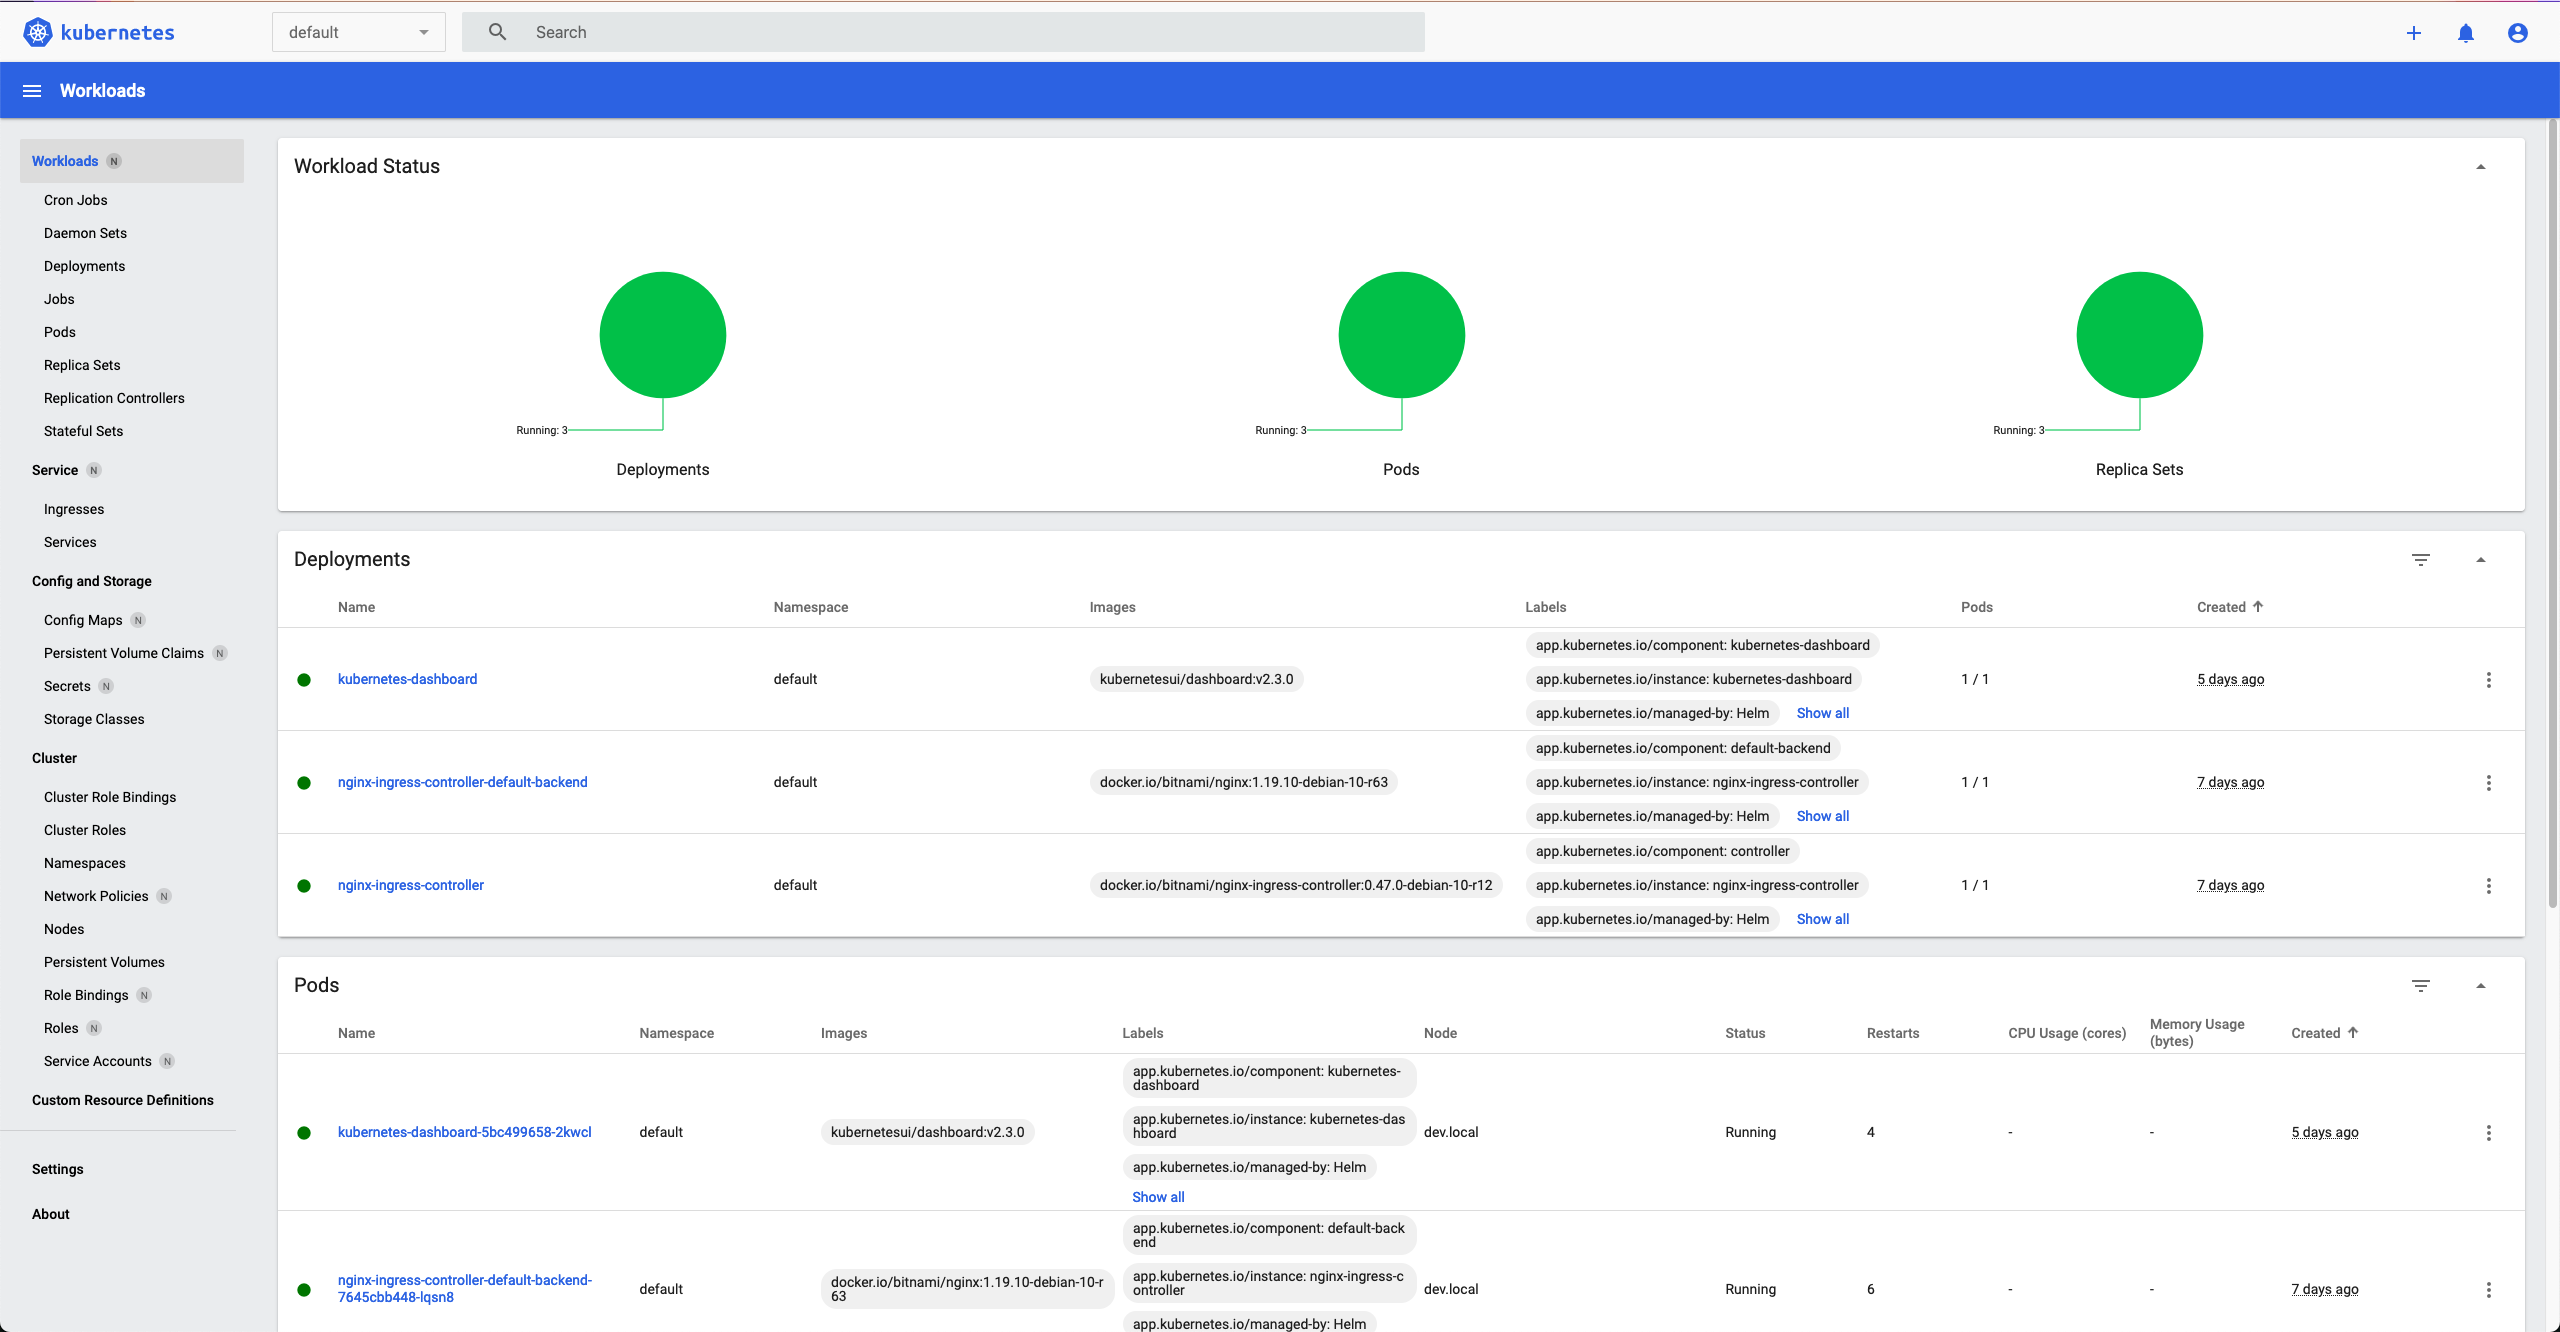 kubernetes
default
Search
Workloads
Workloads N
Cron Jobs
Daemon Sets
Deployments
Jobs
Pods
Replica Sets
Replication Controllers
Stateful Sets
Service N
Ingresses
Services
Config and Storage
Config Maps N
Persistent Volume Claims N
Secrets N
Storage Classes
Cluster
Cluster Role Bindings
Cluster Roles
Namespaces
Network Policies N
Nodes
Persistent Volumes
Role Bindings N
Roles N
Service Accounts N
Custom Resource Definitions
Settings
About
Workload Status
Running: 3
Deployments
Running: 3
Pods
Running: 3
Replica Sets
Deployments
Name Namespace Images Labels Pods Created
app.kubernetes.io/component: kubernetes-dashboard
kubernetes-dashboard default kubernetesui/dashboard:v2.3.0 app.kubernetes.io/instance: kubernetes-dashboard 1 / 1 5 days ago
app.kubernetes.io/managed-by: Helm Show all
app.kubernetes.io/component: default-backend
nginx-ingress-controller-default-backend default docker.io/bitnami/nginx:1.19.10-debian-10-r63 app.kubernetes.io/instance: nginx-ingress-controller 1 / 1 7 days ago
app.kubernetes.io/managed-by: Helm Show all
app.kubernetes.io/component: controller
nginx-ingress-controller default docker.io/bitnami/nginx-ingress-controller:0.47.0-debian-10-r12 app.kubernetes.io/instance: nginx-ingress-controller 1 / 1 7 days ago
app.kubernetes.io/managed-by: Helm Show all
Pods
Name Namespace Images Labels Node Status Restarts CPU Usage (cores) Memory Usage
(bytes) Created
app.kubernetes.io/component: kubernetes-
dashboard
app.kubernetes.io/instance: kubernetes-das
hboard
kubernetes-dashboard-5bc499658-2kwcl default kubernetesui/dashboard:v2.3.0 dev.local Running 4 - - 5 days ago
app.kubernetes.io/managed-by: Helm
Show all
app.kubernetes.io/component: default-back
end
nginx-ingress-controller-default-backend-
7645cbb448-lqsn8
default
docker.io/bitnami/nginx:1.19.10-debian-10-r
63
app.kubernetes.io/instance: nginx-ingress-c
ontroller
dev.local Running 6 - - 7 days ago
app.kubernetes.io/managed-by: Helm